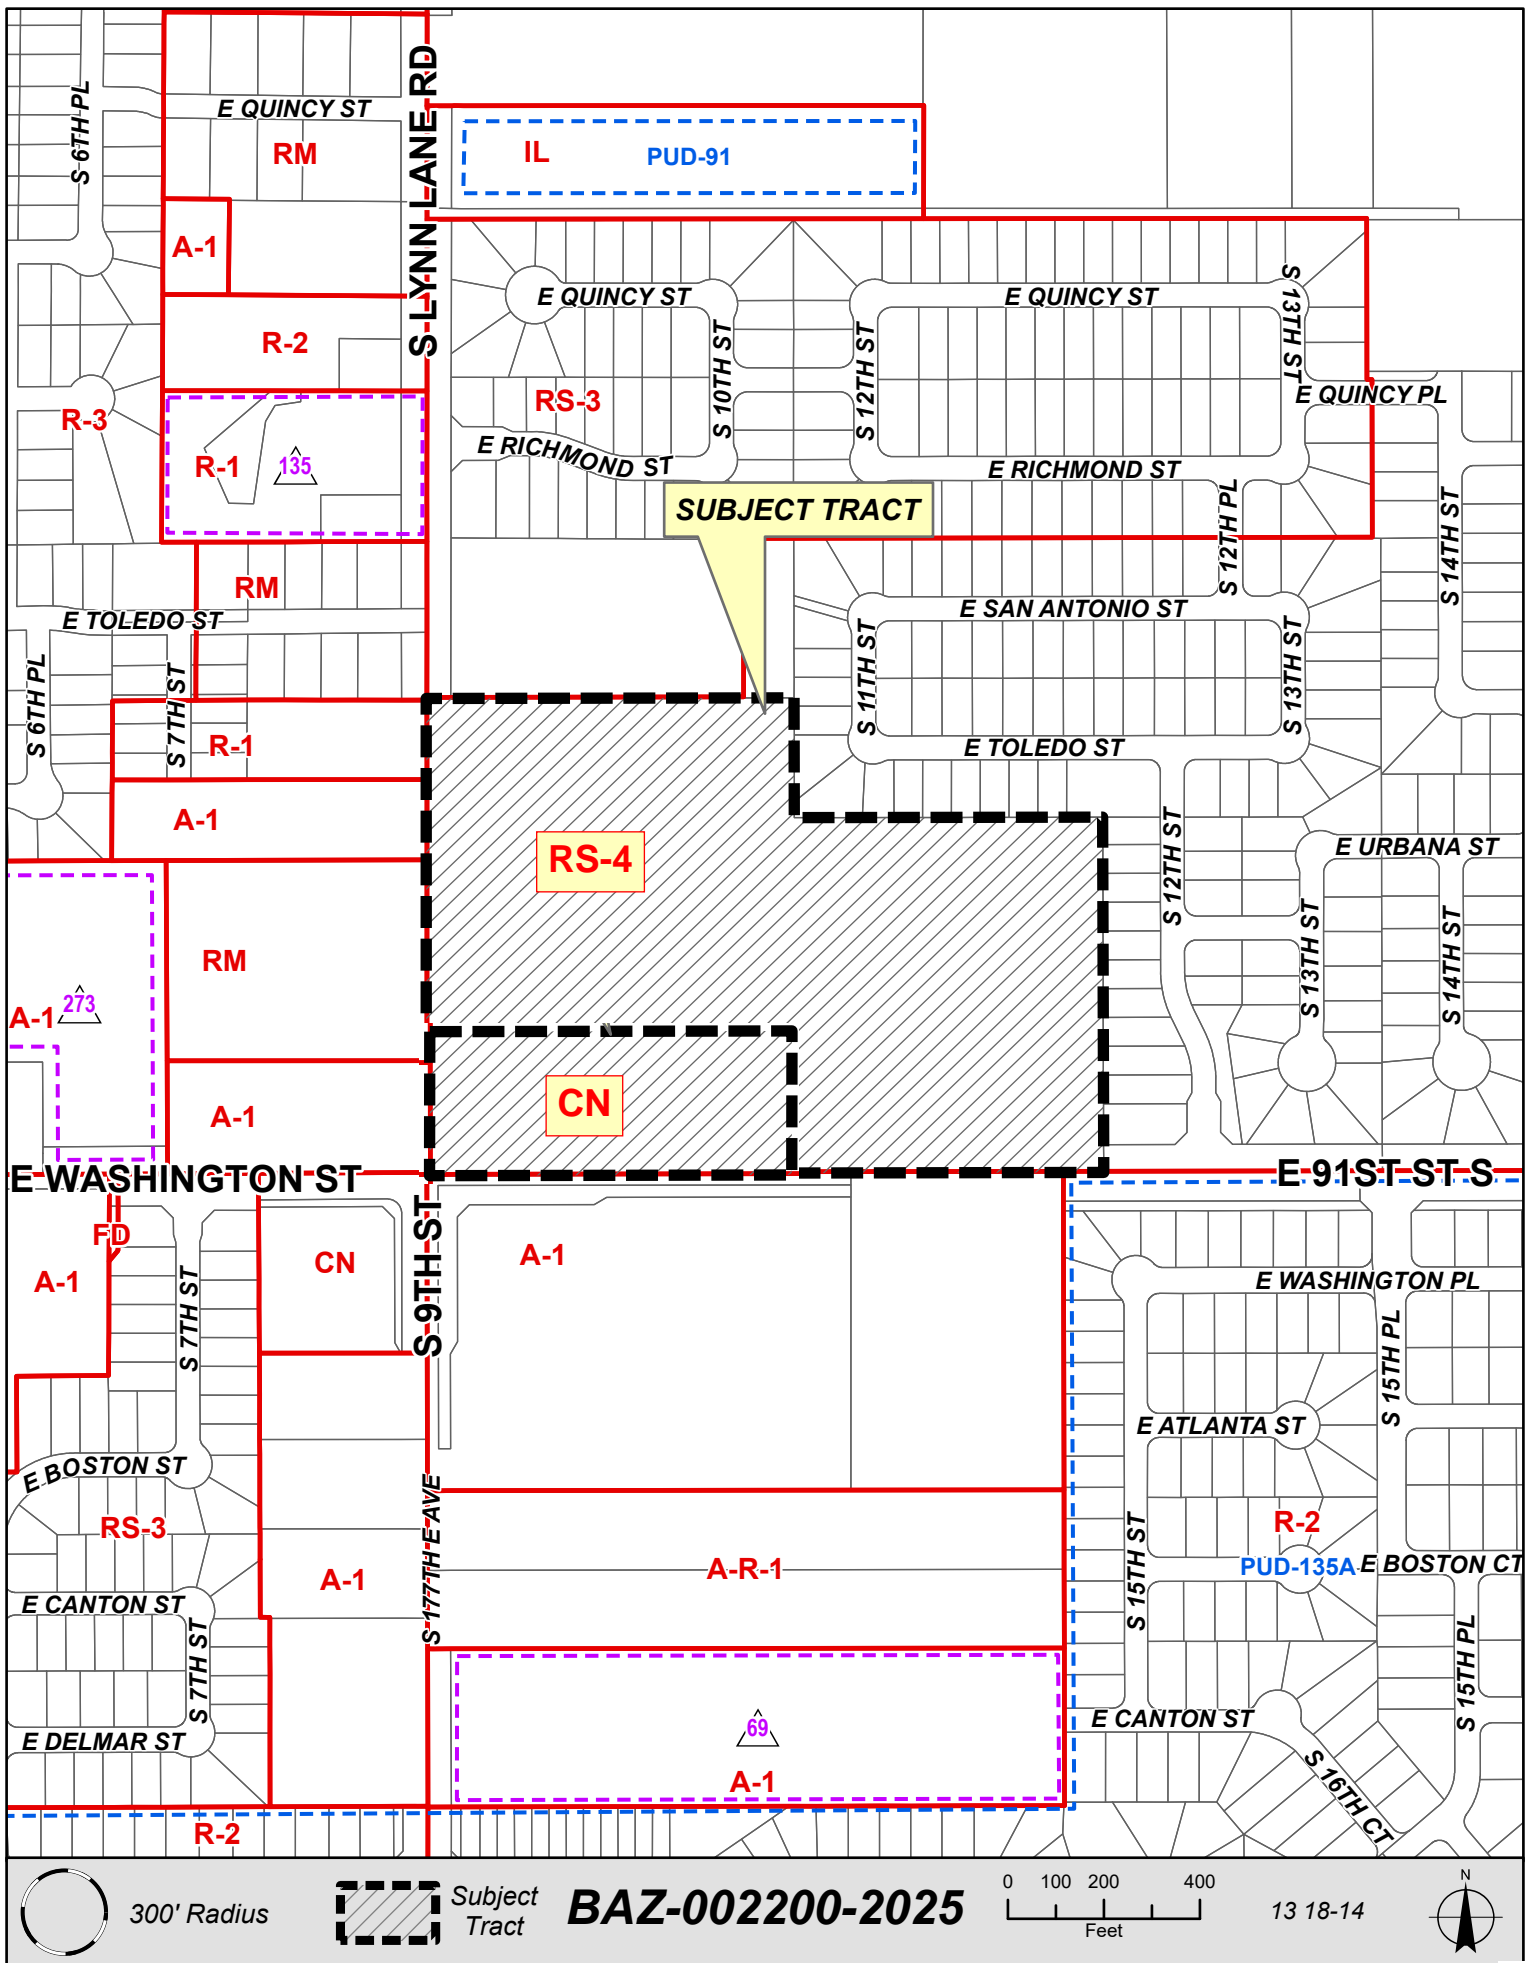 S 6TH PL
E QUINCY ST
RM
A-1
R-2
R-3
R-1
135
S LYNN LANE RD
IL
PUD-91
E QUINCY ST
S 10TH ST
S 12TH ST
E QUINCY ST
S 13TH ST
E QUINCY PL
RS-3
E RICHMOND ST
E RICHMOND ST
SUBJECT TRACT
S 12TH PL
S 14TH ST
RM
E TOLEDO ST
S 6TH PL
S 7TH ST
R-1
A-1
E SAN ANTONIO ST
S 11TH ST
S 13TH ST
E TOLEDO ST
RS-4
S 12TH ST
E URBANA ST
S 13TH ST
S 14TH ST
RM
A-1
273
A-1
CN
E WASHINGTON ST
E 91ST ST S
FD
A-1
S 7TH ST
CN
S 9TH ST
A-1
E WASHINGTON PL
S 15TH PL
E ATLANTA ST
E BOSTON ST
RS-3
A-1
S 177TH E AVE
A-R-1
S 15TH ST
R-2
PUD-135A
E BOSTON CT
E CANTON ST
S 7TH ST
E DELMAR ST
69
A-1
E CANTON ST
S 16TH CT
S 15TH PL
R-2
300' Radius
Subject
Tract
BAZ-002200-2025
0 100 200 400
Feet
13 18-14
N